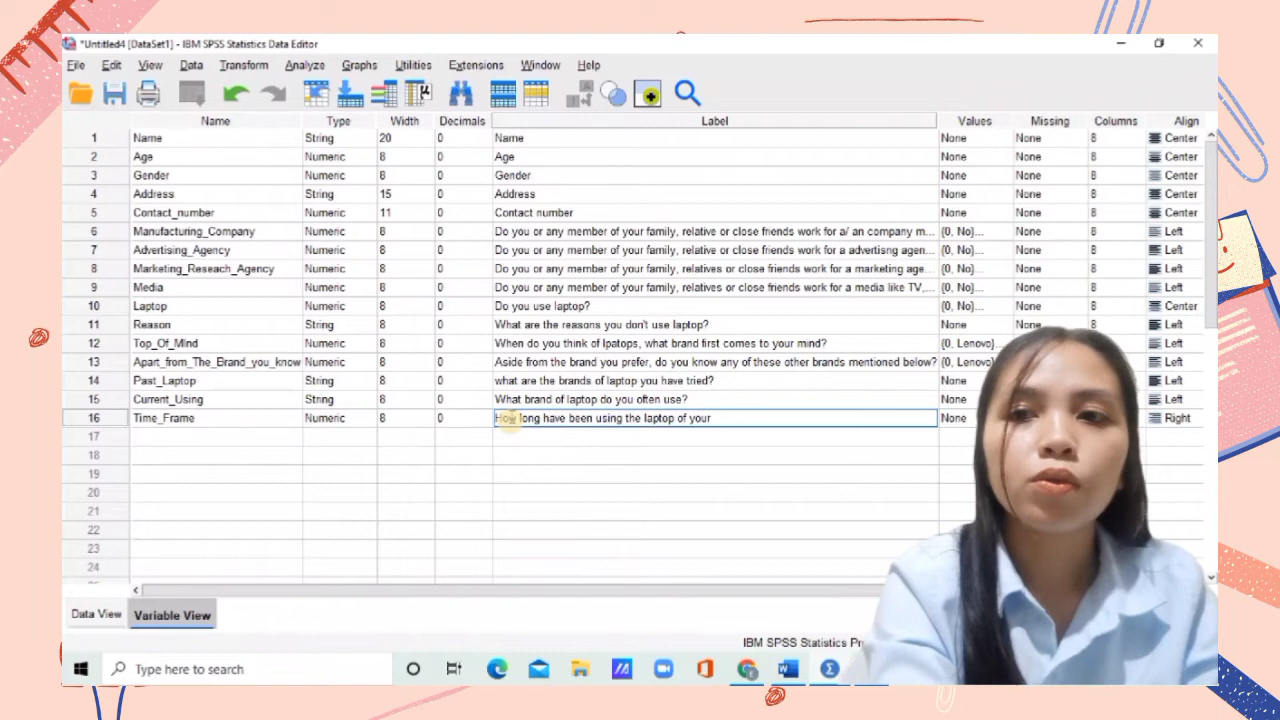 *Untitled4 [DataSet1] - IBM SPSS Statistics Data Editor
File Edit View Data Transform Analyze Graphs Utilities Extensions Window Help
Name Type Width Decimals Label Values Missing Columns Align
1 Name String 20 0 Name None None 8 Center
2 Age Numeric 8 0 Age None None 8 Center
3 Gender Numeric 8 0 Gender None None 8 Center
4 Address String 15 0 Address None None 8 Center
5 Contact_number Numeric 11 0 Contact number None None 8 Center
6 Manufacturing_Company Numeric 8 0 Do you or any member of your family, relative or close friends work for a/ an company m... {0, No}... None 8 Left
7 Advertising_Agency Numeric 8 0 Do you or any member of your family, relative or close friends work for a advertisng agen... {0, No}... None 8 Left
8 Marketing_Reseach_Agency Numeric 8 0 Do you or any member of your family, relatives or close friends work for a marketing age... {0, No}... None 8 Left
9 Media Numeric 8 0 Do you or any member of your family, relatives or close friends work for a media like TV,... {0, No}... None 8 Left
10 Laptop Numeric 8 0 Do you use laptop? {0, No}... None 8 Center
11 Reason String 8 0 What are the reasons you don't use laptop? None None 8 Left
12 Top_Of_Mind Numeric 8 0 When do you think of lpatops, what brand first comes to your mind? {0, Lenovo}... Left
13 Apart_from_The_Brand_you_know Numeric 8 0 Aside from the brand you prefer, do you know any of these other brands mentioned below? {0, Lenovo} Left
14 Past_Laptop String 8 0 what are the brands of laptop you have tried? None Left
15 Current_Using String 8 0 What brand of laptop do you often use? None Left
16 Time_Frame Numeric 8 0 How long have been using the laptop of your None Right
17
18
19
20
21
22
23
24
Data View Variable View
IBM SPSS Statistics Pr
Type here to search